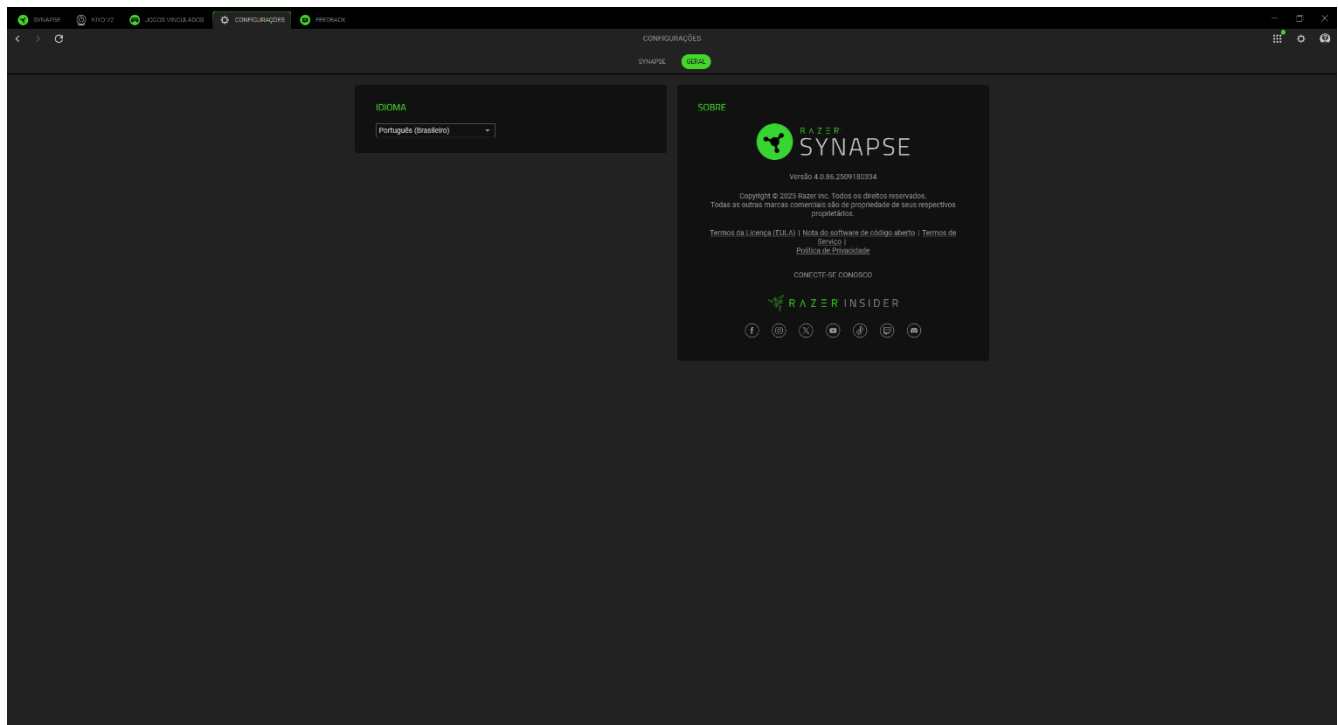 SYNAPSE
KIYO V2
JOGOS VINCULADOS
CONFIGURAÇÕES
FEEDBACK
CONFIGURAÇÕES
SYNAPSE
GERAL
IDIOMA
Português (Brasileiro)
SOBRE
RAZER
SYNAPSE
Versão 4.0.86.2509180334
Copyright © 2025 Razer Inc. Todos os direitos reservados.
Todas as outras marcas comerciais são de propriedade de seus respectivos
proprietários.
Termos da Licença (EULA) | Nota do software de código aberto | Termos de
Serviço |
Política de Privacidade
CONECTE-SE CONOSCO
RAZER INSIDER